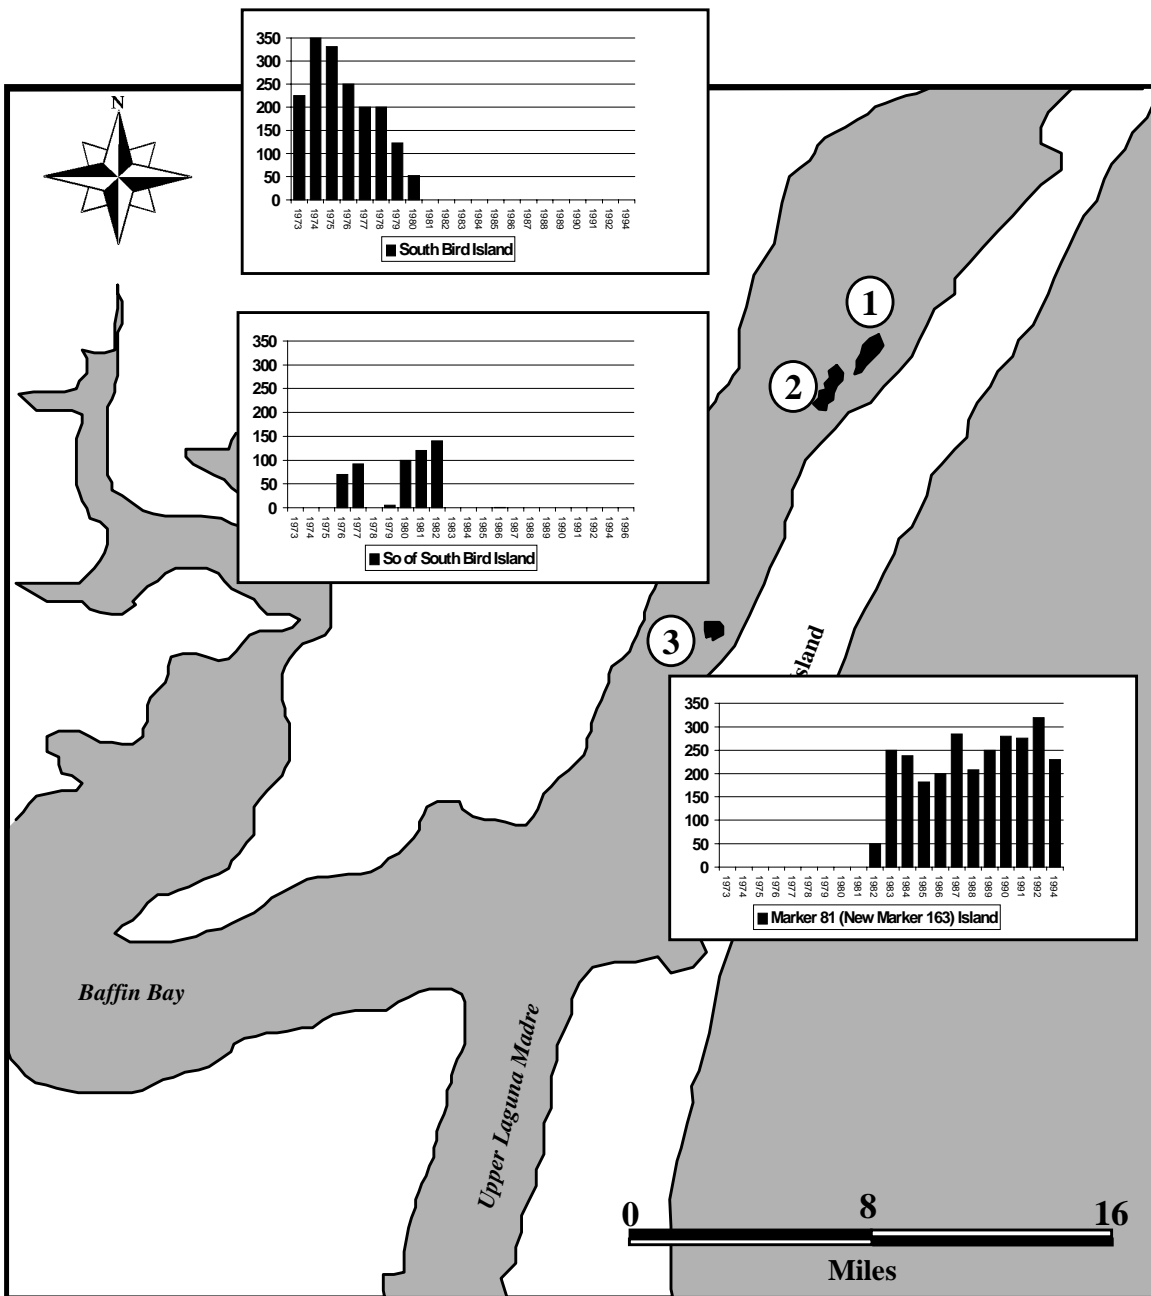 350
300
250
200
150
100
50
0
1973 1974 1975 1976 1977 1978 1979 1980 1981 1982 1983 1984 1985 1986 1987 1988 1989 1990 1991 1992 1994
South Bird Island
N
1
2
350
300
250
200
150
100
50
0
1973 1974 1975 1976 1977 1978 1979 1980 1981 1982 1983 1984 1985 1986 1987 1988 1989 1990 1991 1992 1996
So of South Bird Island
3
Island
350
300
250
200
150
100
50
0
1973 1974 1975 1976 1977 1978 1979 1980 1981 1982 1983 1984 1985 1986 1987 1988 1989 1990 1991 1992 1994
Marker 81 (New Marker 163) Island
Baffin Bay
Upper Laguna Madre
0 8 16
Miles